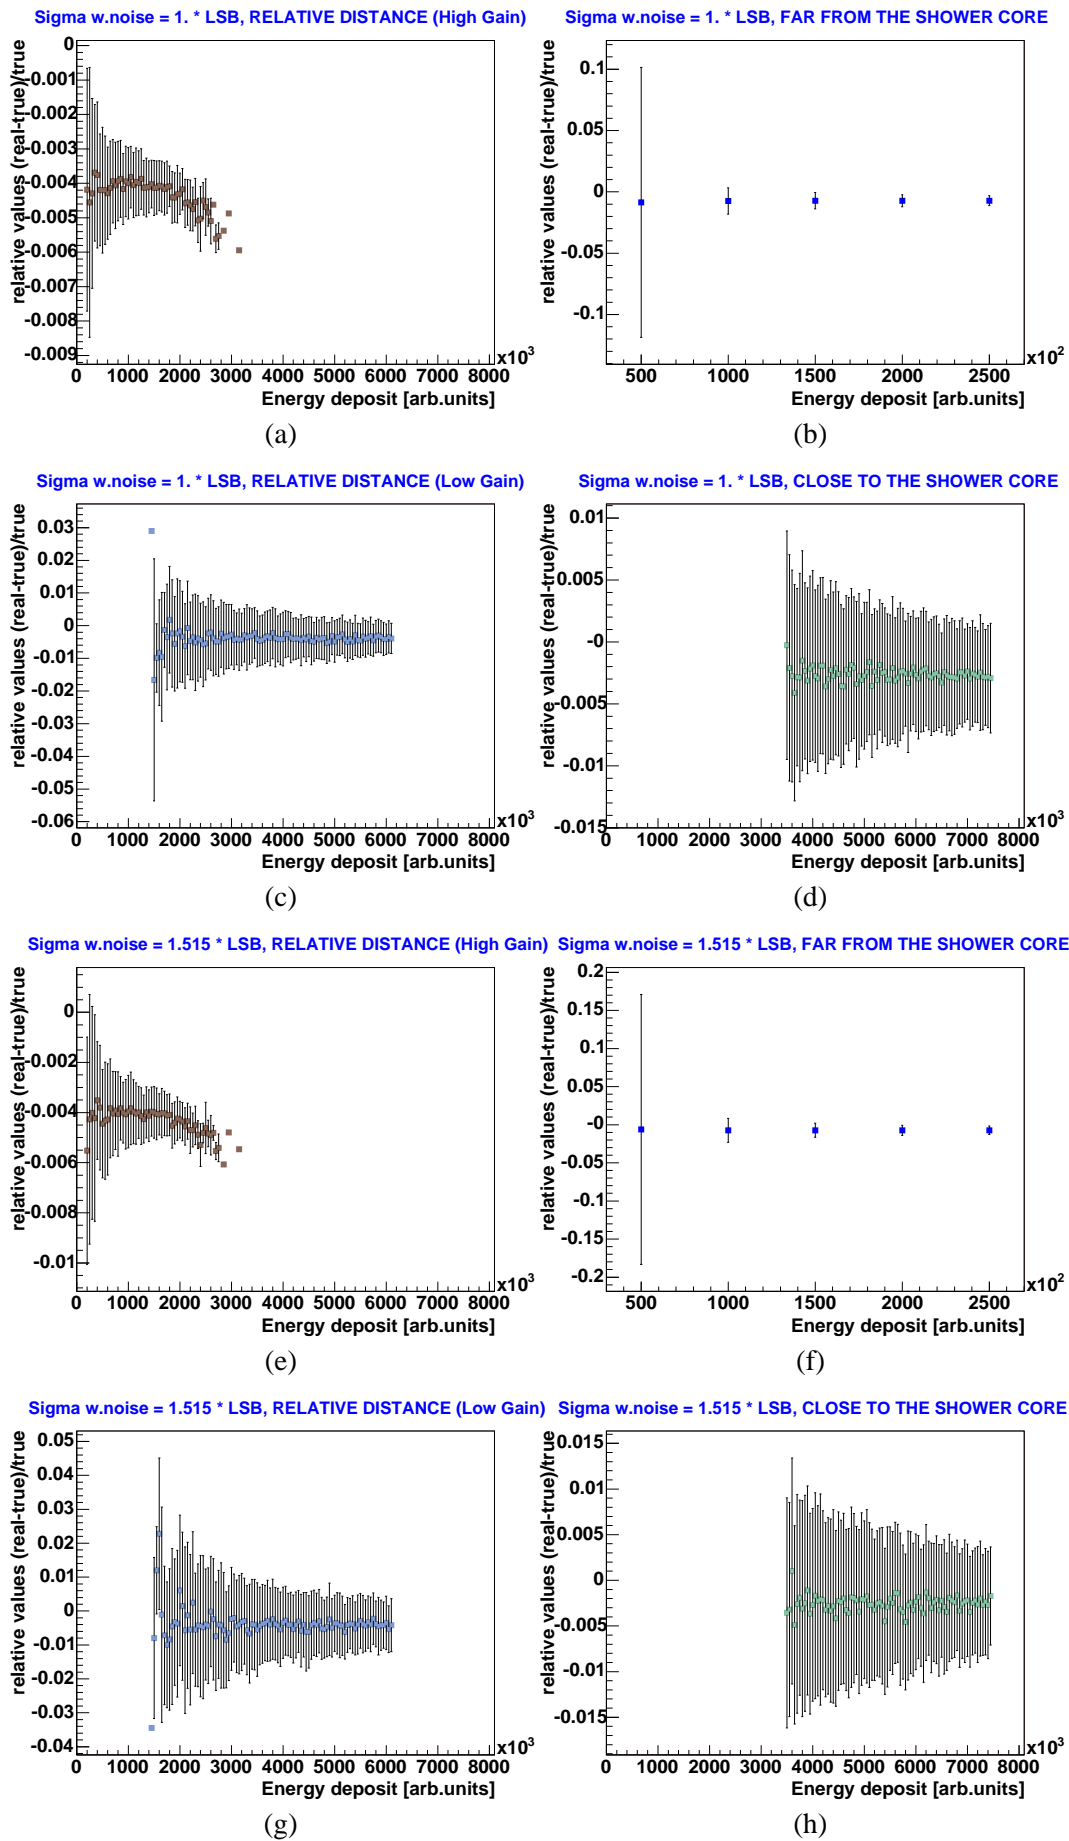 Sigma w.noise = 1. * LSB, RELATIVE DISTANCE (High Gain)
relative values (real-true)/true
0
-0.001
-0.002
-0.003
-0.004
-0.005
-0.006
-0.007
-0.008
-0.009
0 1000 2000 3000 4000 5000 6000 7000 8000
x10^3
Energy deposit [arb.units]
(a)
Sigma w.noise = 1. * LSB, FAR FROM THE SHOWER CORE
relative values (real-true)/true
0.1
0.05
0
-0.05
-0.1
500 1000 1500 2000 2500
x10^2
Energy deposit [arb.units]
(b)
Sigma w.noise = 1. * LSB, RELATIVE DISTANCE (Low Gain)
relative values (real-true)/true
0.03
0.02
0.01
0
-0.01
-0.02
-0.03
-0.04
-0.05
-0.06
0 1000 2000 3000 4000 5000 6000 7000 8000
x10^3
Energy deposit [arb.units]
(c)
Sigma w.noise = 1. * LSB, CLOSE TO THE SHOWER CORE
relative values (real-true)/true
0.01
0.005
-0
-0.005
-0.01
-0.015
0 1000 4000 5000 6000 7000 8000
x10^3
Energy deposit [arb.units]
(d)
Sigma w.noise = 1.515 * LSB, RELATIVE DISTANCE (High Gain)
relative values (real-true)/true
0
-0.002
-0.004
-0.006
-0.008
-0.01
0 1000 2000 3000 4000 5000 6000 7000 8000
x10^3
Energy deposit [arb.units]
(e)
Sigma w.noise = 1.515 * LSB, FAR FROM THE SHOWER CORE
relative values (real-true)/true
0.2
0.15
0.1
0.05
-0
-0.05
-0.1
-0.15
-0.2
500 1000 1500 2000 2500
x10^2
Energy deposit [arb.units]
(f)
Sigma w.noise = 1.515 * LSB, RELATIVE DISTANCE (Low Gain)
relative values (real-true)/true
0.05
0.04
0.03
0.02
0.01
0
-0.01
-0.02
-0.03
-0.04
0 1000 2000 3000 4000 5000 6000 7000 8000
x10^3
Energy deposit [arb.units]
(g)
Sigma w.noise = 1.515 * LSB, CLOSE TO THE SHOWER CORE
relative values (real-true)/true
0.015
0.01
0.005
0
-0.005
-0.01
-0.015
0 1000 2000 3000 4000 5000 6000 7000 8000
x10^3
Energy deposit [arb.units]
(h)